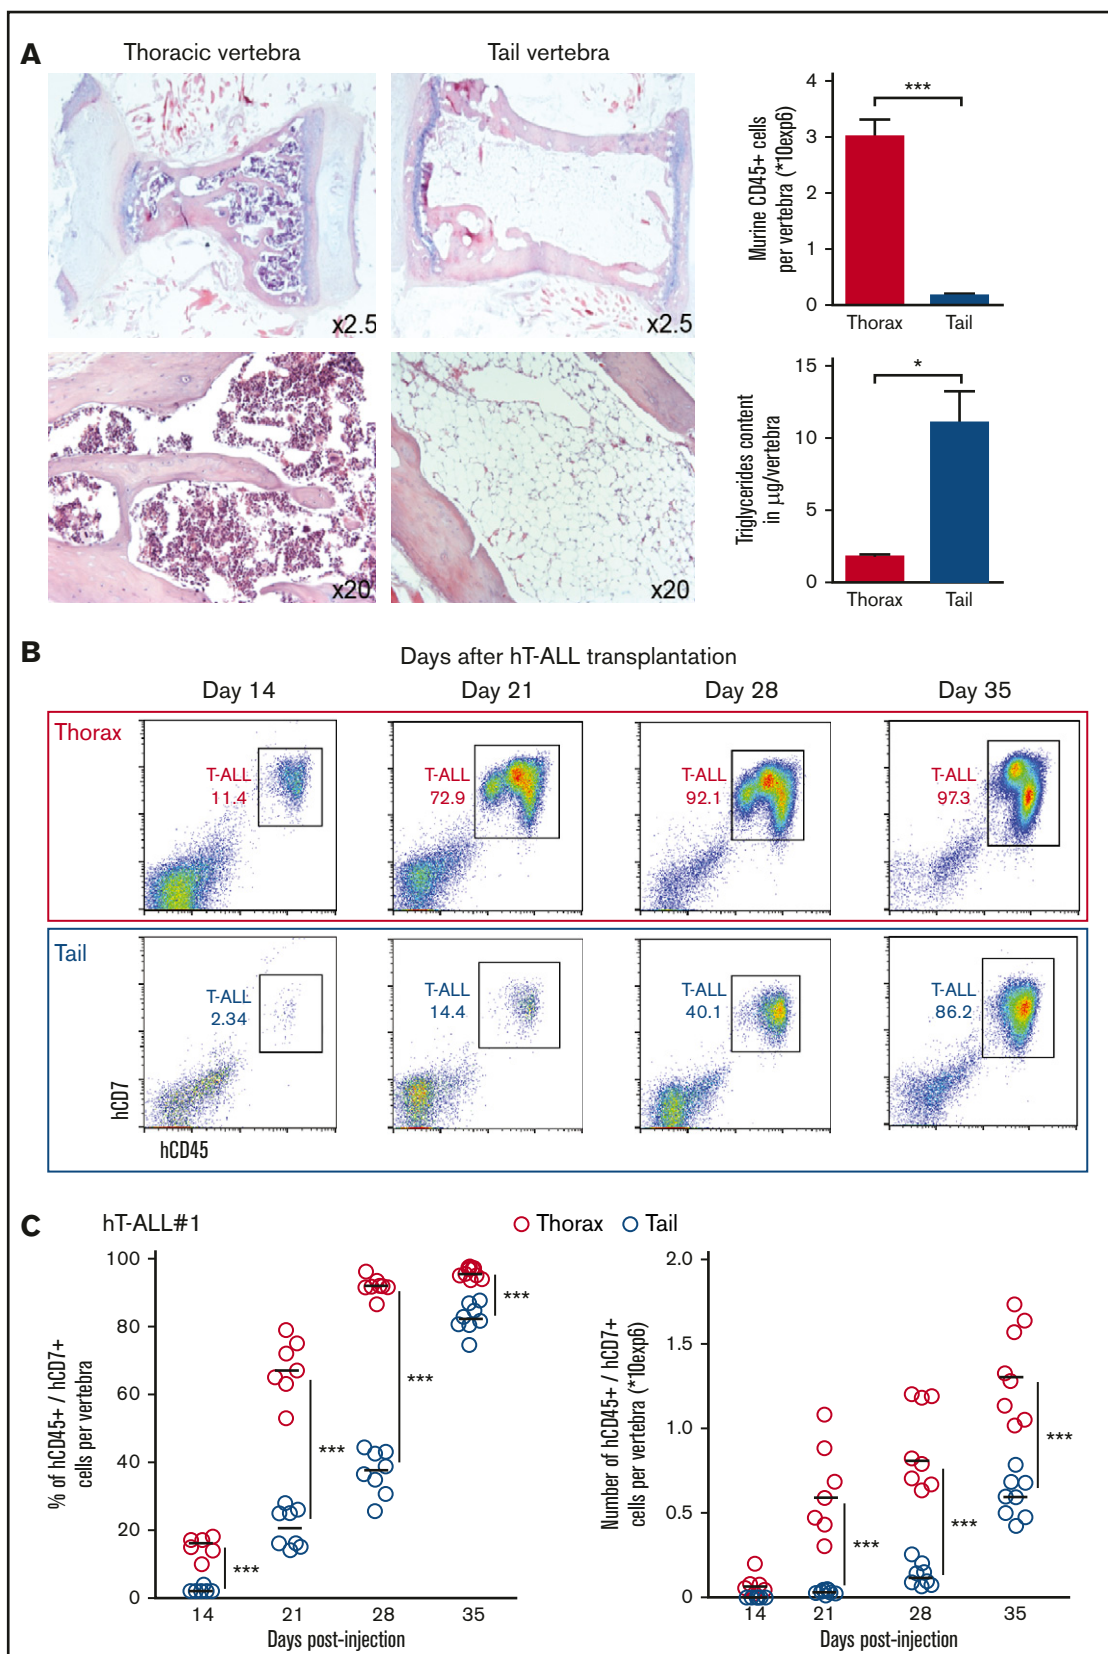 A
Thoracic vertebra
Tail vertebra
x2.5
x2.5
x20
x20
Murine CD45+ cells
per vertebra (*10exp6)
4
3
2
1
0
***
Thorax
Tail
Triglycerides content
in µg/vertebra
15
10
5
0
*
Thorax
Tail
B
Days after hT-ALL transplantation
Day 14
Day 21
Day 28
Day 35
Thorax
T-ALL
11.4
T-ALL
72.9
T-ALL
92.1
T-ALL
97.3
Tail
T-ALL
2.34
T-ALL
14.4
T-ALL
40.1
T-ALL
86.2
hCD7
hCD45
C
hT-ALL#1
Thorax
Tail
% of hCD45+ / hCD7+
cells per vertebra
100
80
60
40
20
0
***
***
***
***
14
21
28
35
Days post-injection
Number of hCD45+ / hCD7+
cells per vertebra (*10exp6)
2.0
1.5
1.0
0.5
0
***
***
***
14
21
28
35
Days post-injection